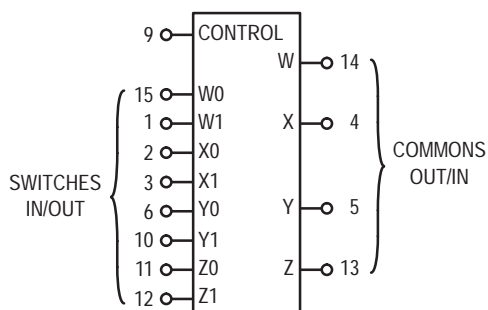 9 CONTROL
W 14
15 W0
1 W1
X 4
2 X0
3 X1
6 Y0
Y 5
10 Y1
11 Z0
Z 13
12 Z1
SWITCHES
IN/OUT
COMMONS
OUT/IN